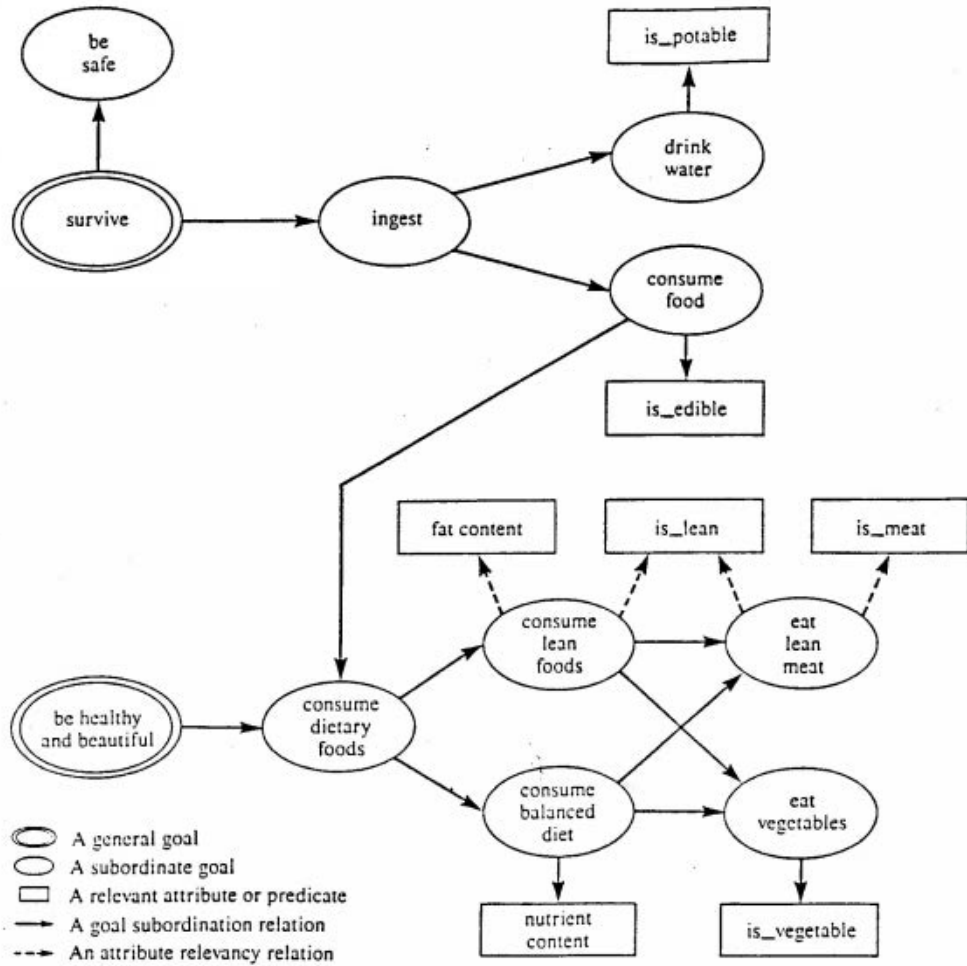 be
safe
is_potable
drink
water
survive
ingest
consume
food
is_edible
fat content
is_lean
is_meat
consume
lean
foods
eat
lean
meat
be healthy
and beautiful
consume
dietary
foods
consume
balanced
diet
eat
vegetables
nutrient
content
is_vegetable
A general goal
A subordinate goal
A relevant attribute or predicate
A goal subordination relation
An attribute relevancy relation